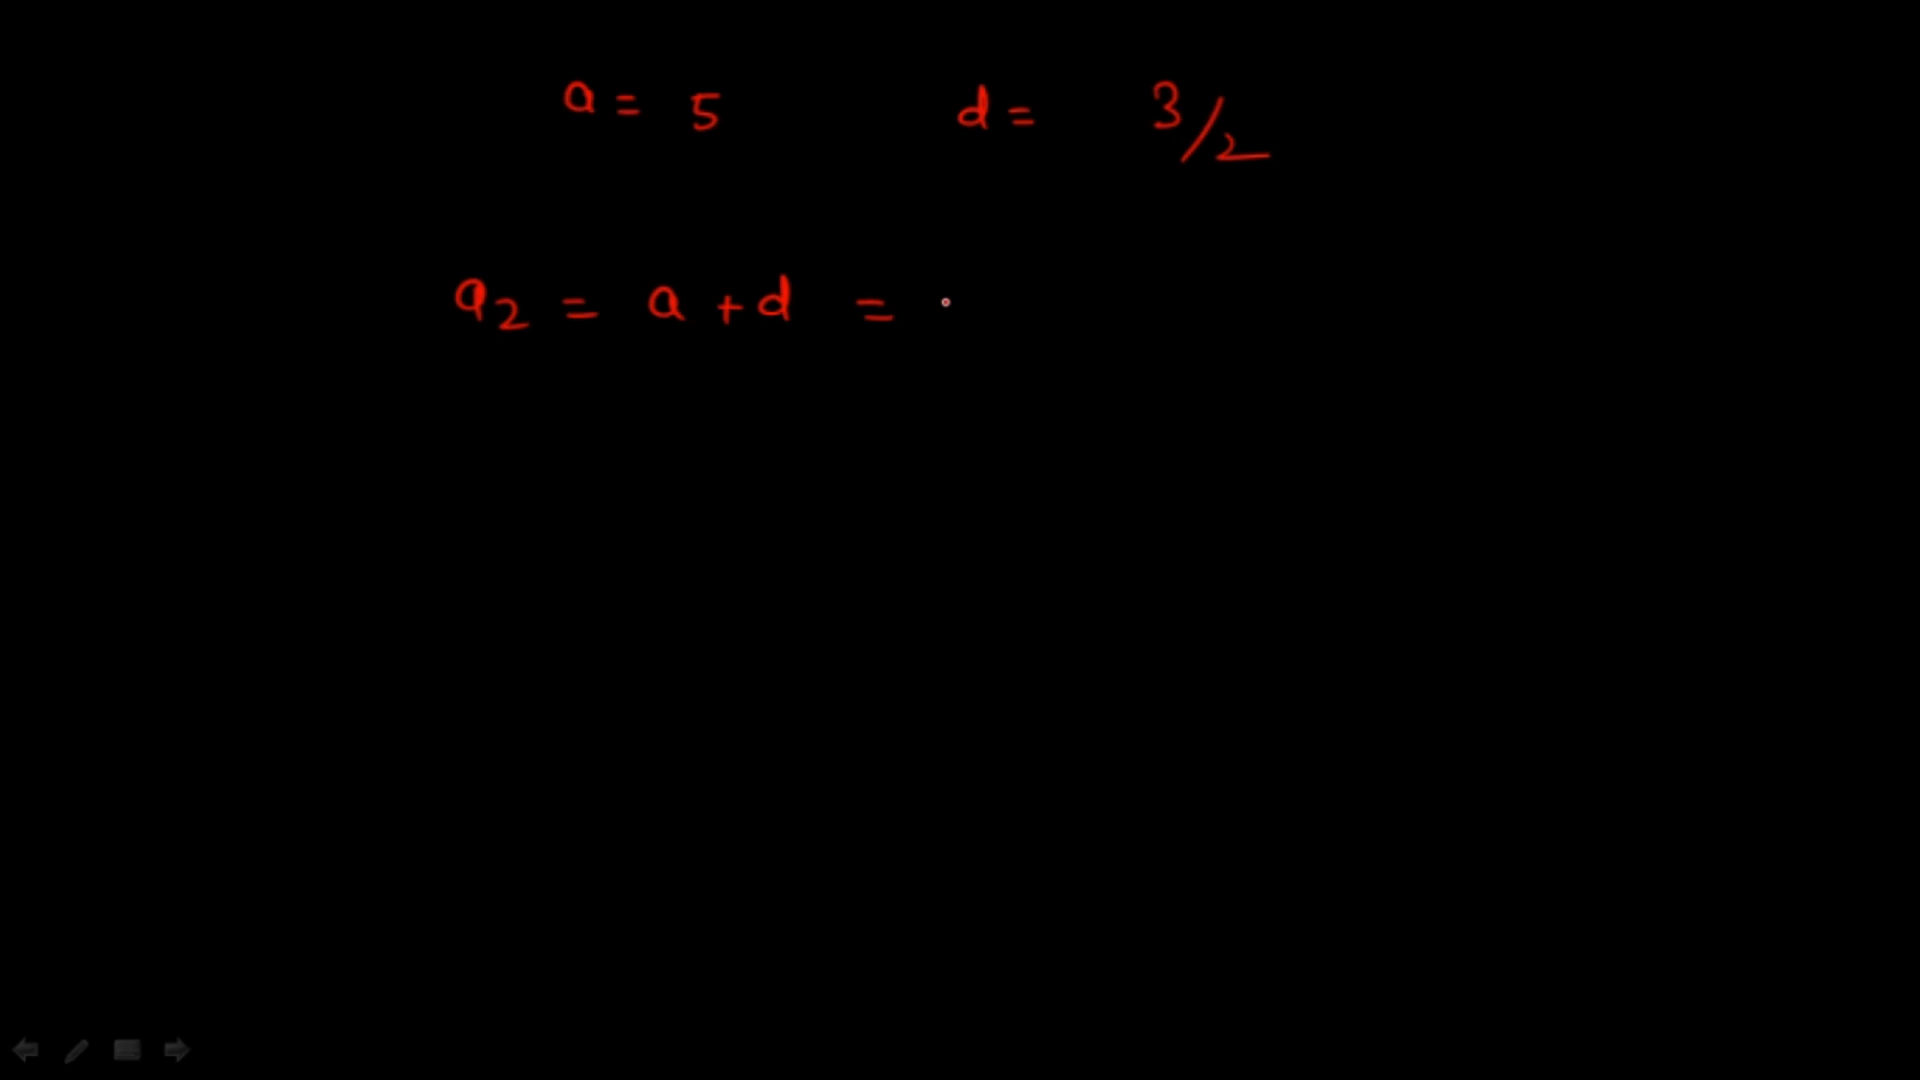 a = 5 d = 3/2
a2 = a + d =